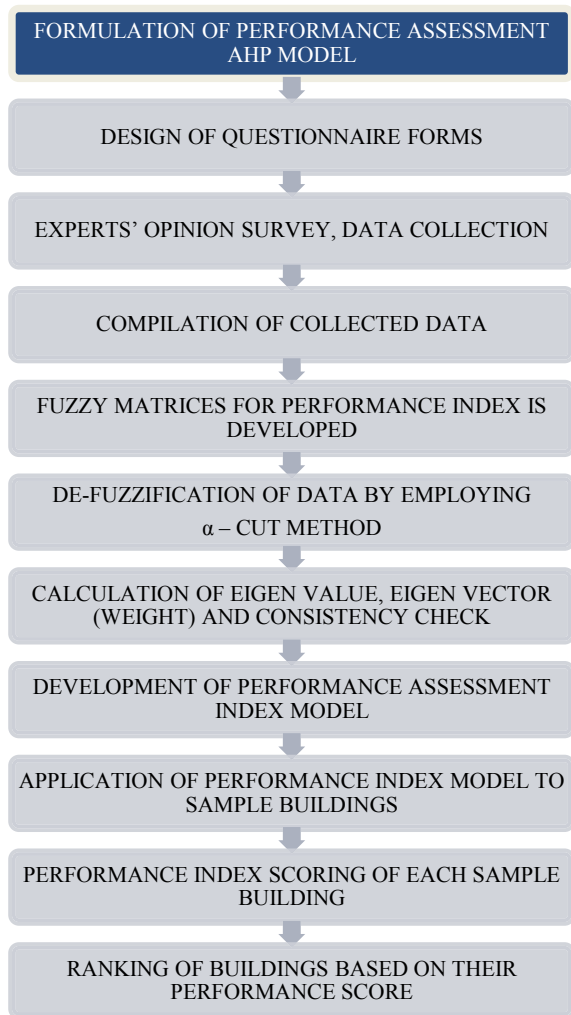 FORMULATION OF PERFORMANCE ASSESSMENT
AHP MODEL
DESIGN OF QUESTIONNAIRE FORMS
EXPERTS’ OPINION SURVEY, DATA COLLECTION
COMPILATION OF COLLECTED DATA
FUZZY MATRICES FOR PERFORMANCE INDEX IS
DEVELOPED
DE-FUZZIFICATION OF DATA BY EMPLOYING
α – CUT METHOD
CALCULATION OF EIGEN VALUE, EIGEN VECTOR
(WEIGHT) AND CONSISTENCY CHECK
DEVELOPMENT OF PERFORMANCE ASSESSMENT
INDEX MODEL
APPLICATION OF PERFORMANCE INDEX MODEL TO
SAMPLE BUILDINGS
PERFORMANCE INDEX SCORING OF EACH SAMPLE
BUILDING
RANKING OF BUILDINGS BASED ON THEIR
PERFORMANCE SCORE